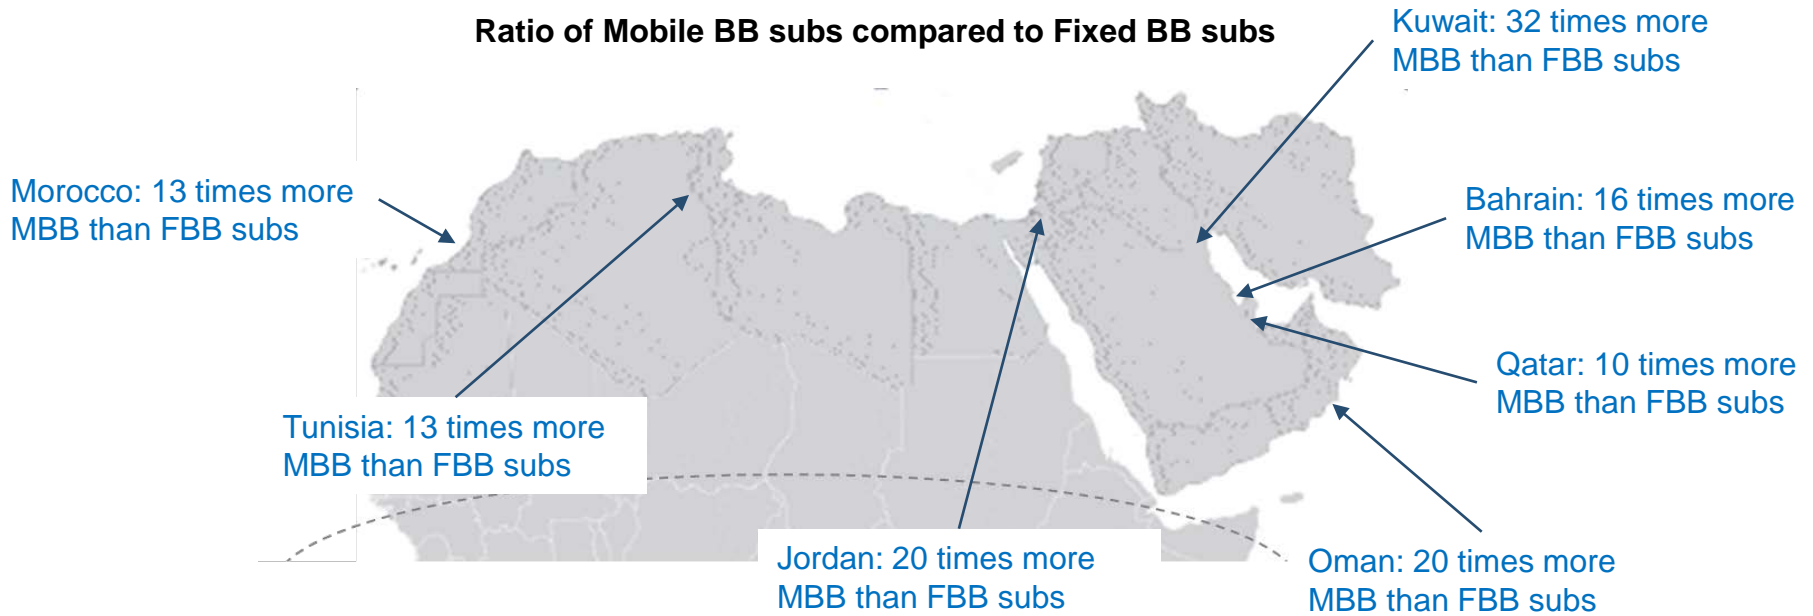 Ratio of Mobile BB subs compared to Fixed BB subs
Kuwait: 32 times more
MBB than FBB subs
Morocco: 13 times more
MBB than FBB subs
Bahrain: 16 times more
MBB than FBB subs
Qatar: 10 times more
MBB than FBB subs
Tunisia: 13 times more
MBB than FBB subs
Jordan: 20 times more
MBB than FBB subs
Oman: 20 times more
MBB than FBB subs